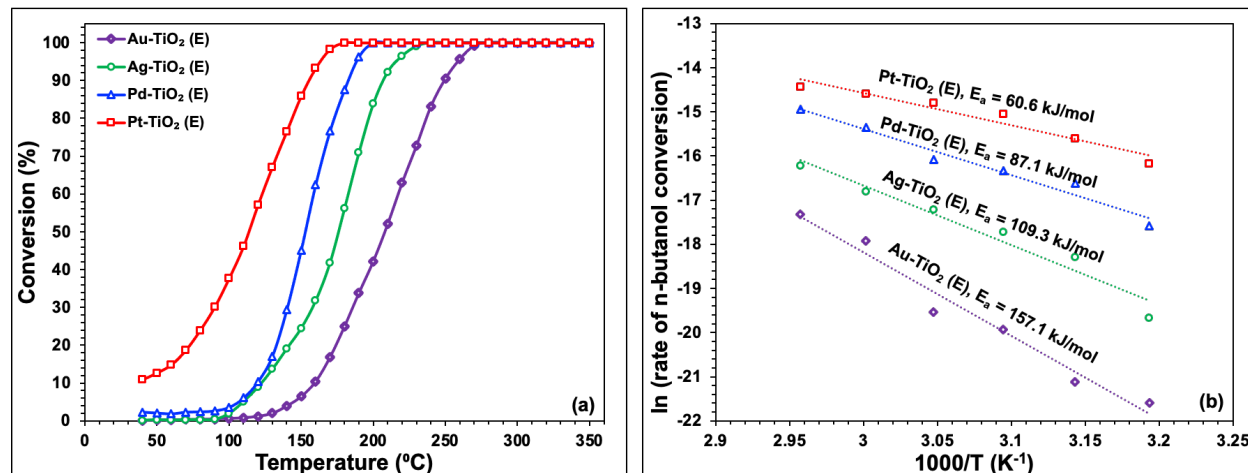 Conversion (%)
100
90
80
70
60
50
40
30
20
10
0
Au-TiO₂ (E)
Ag-TiO₂ (E)
Pd-TiO₂ (E)
Pt-TiO₂ (E)
(a)
0 50 100 150 200 250 300 350
Temperature (⁰C)
ln (rate of n-butanol conversion)
-13
-14
-15
-16
-17
-18
-19
-20
-21
-22
Pt-TiO₂ (E), Eₐ = 60.6 kJ/mol
Pd-TiO₂ (E), Eₐ = 87.1 kJ/mol
Ag-TiO₂ (E), Eₐ = 109.3 kJ/mol
Au-TiO₂ (E), Eₐ = 157.1 kJ/mol
(b)
2.9 2.95 3 3.05 3.1 3.15 3.2 3.25
1000/T (K⁻¹)